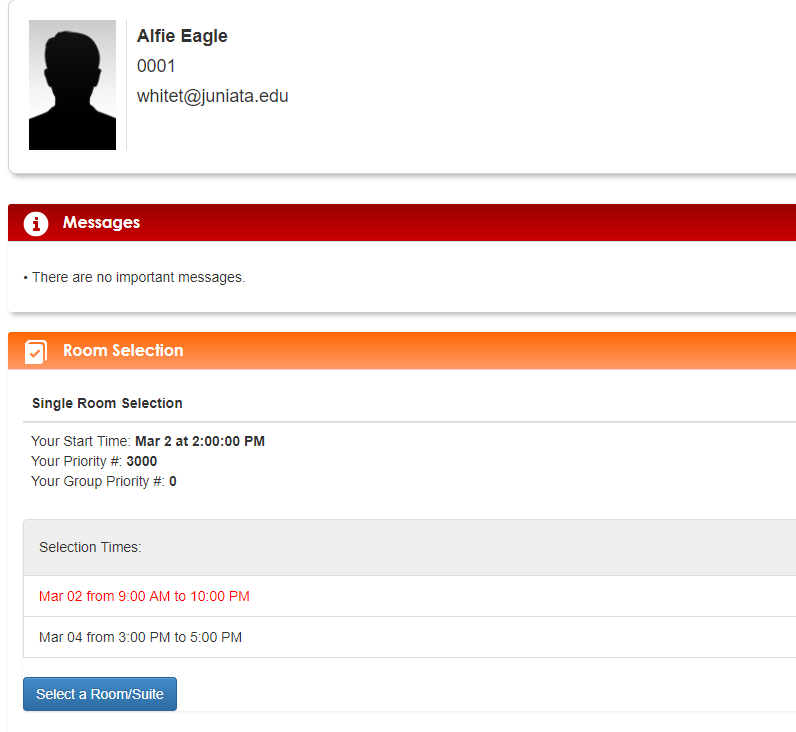 Alfie Eagle
0001
whitet@juniata.edu
Messages
• There are no important messages.
Room Selection
Single Room Selection
Your Start Time: Mar 2 at 2:00:00 PM
Your Priority #: 3000
Your Group Priority #: 0
Selection Times:
Mar 02 from 9:00 AM to 10:00 PM
Mar 04 from 3:00 PM to 5:00 PM
Select a Room/Suite